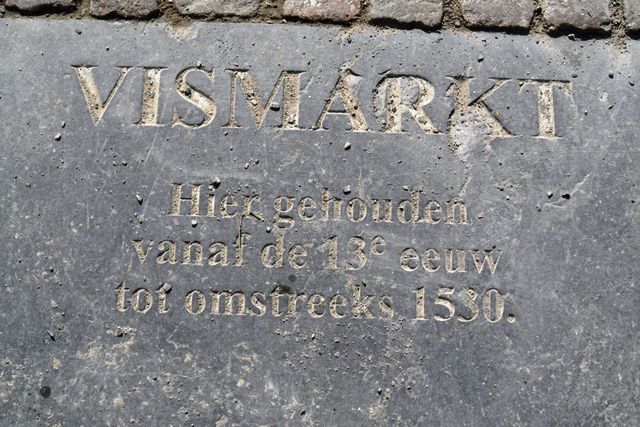 VISMARKT
Hier gehouden
vanaf de 13e eeuw
tot omstreeks 1530.